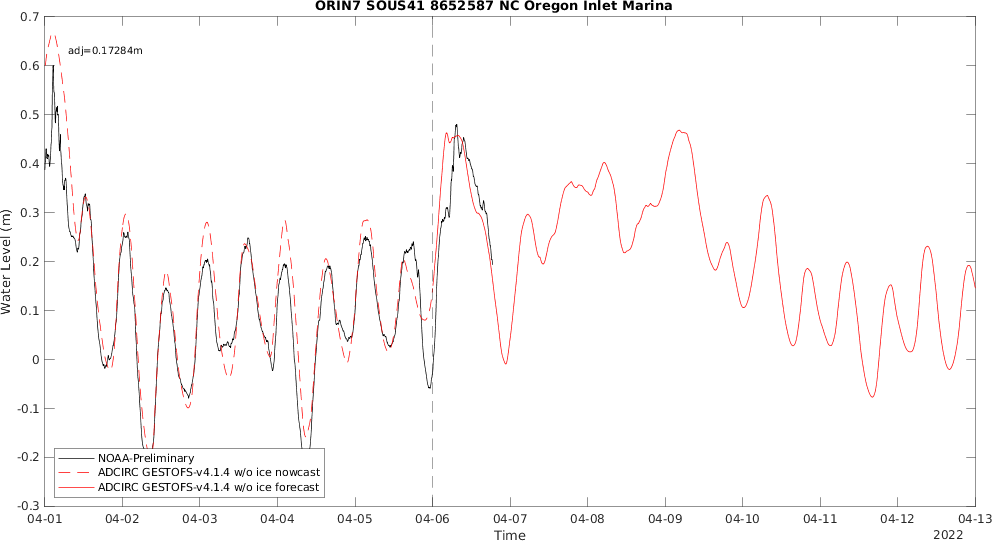 ORIN7 SOUS41 8652587 NC Oregon Inlet Marina
0.7
adj=0.17284m
0.6
0.5
0.4
0.3
0.2
0.1
0
-0.1
-0.2
-0.3
Water Level (m)
NOAA-Preliminary
ADCIRC GESTOFS-v4.1.4 w/o ice nowcast
ADCIRC GESTOFS-v4.1.4 w/o ice forecast
04-01 04-02 04-03 04-04 04-05 04-06 04-07 04-08 04-09 04-10 04-11 04-12 04-13
Time
2022